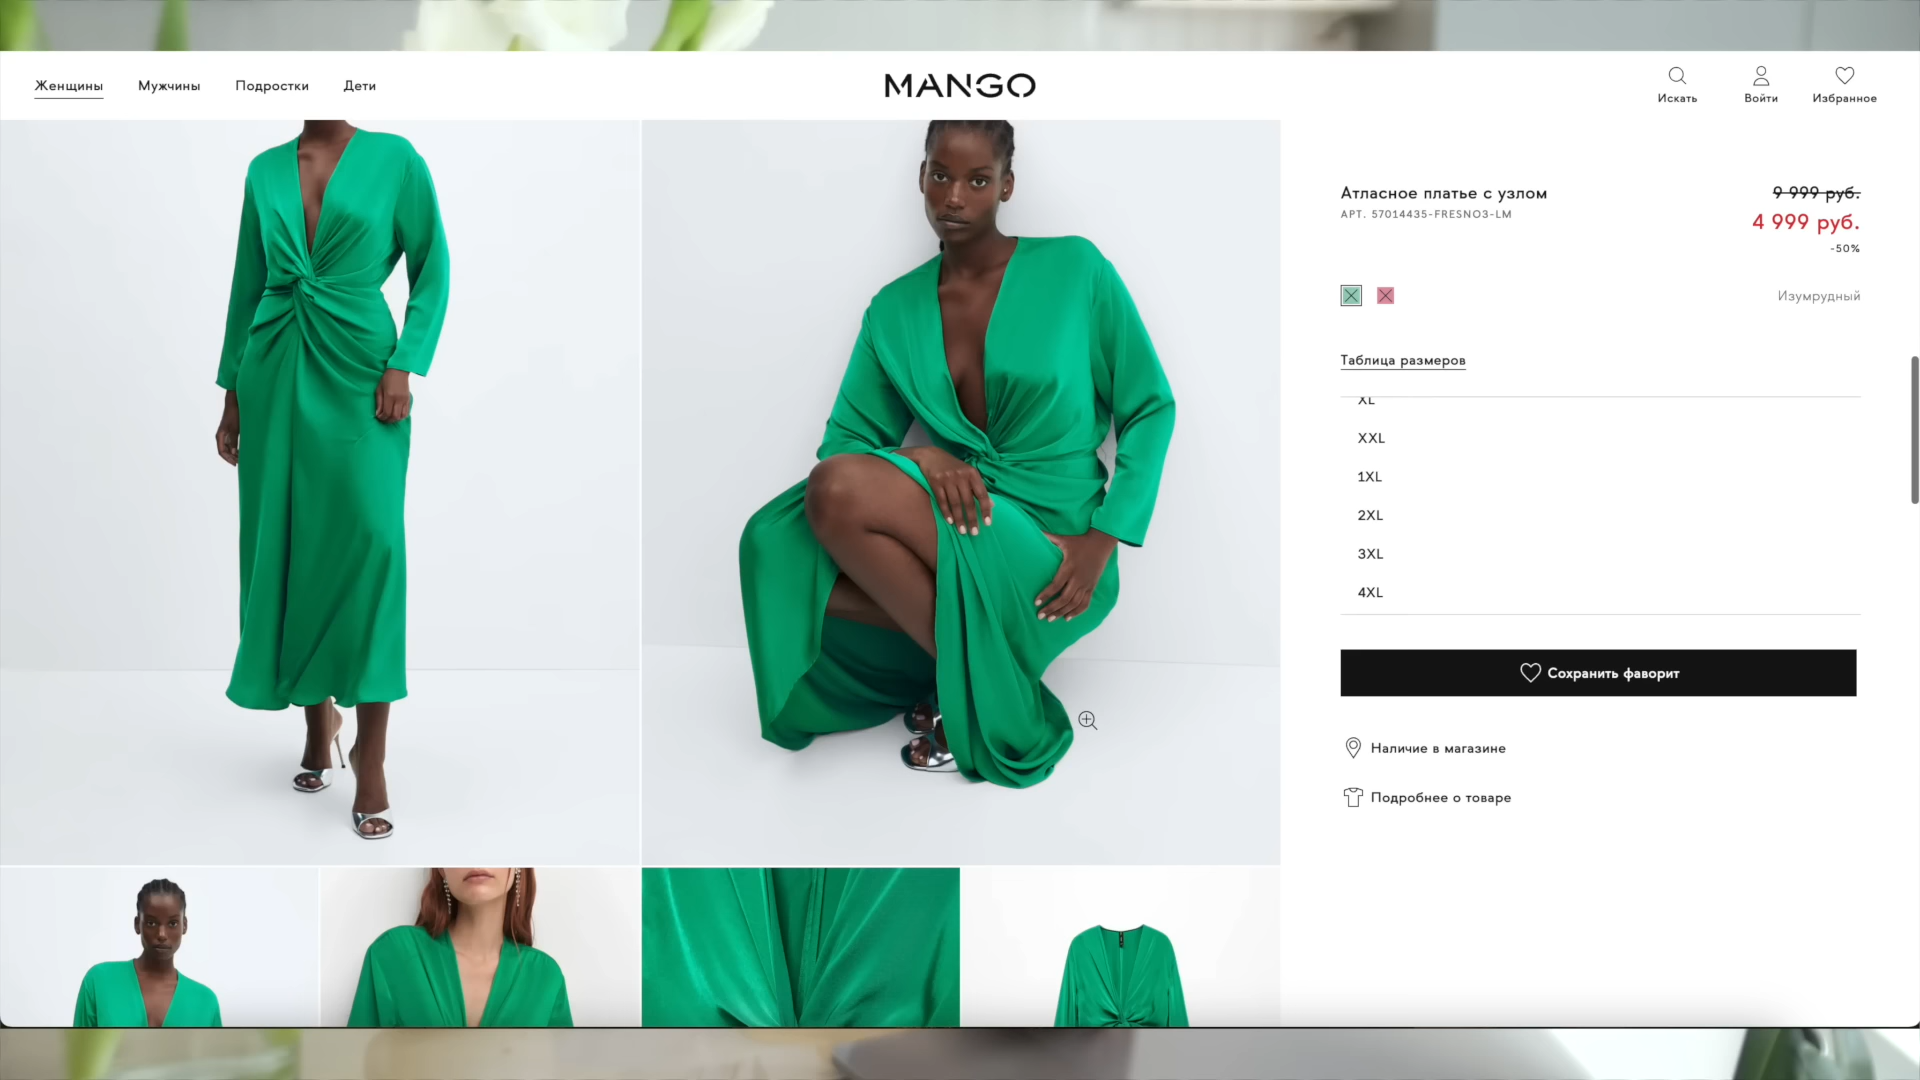 Женщины
Мужчины
Подростки
Дети
MANGO
Искать
Войти
Избранное
Атласное платье с узлом
9 999 руб.
АРТ. 57014435-FRESNO3-LM
4 999 руб.
-50%
Изумрудный
Таблица размеров
XL
XXL
1XL
2XL
3XL
4XL
Сохранить фаворит
Наличие в магазине
Подробнее о товаре